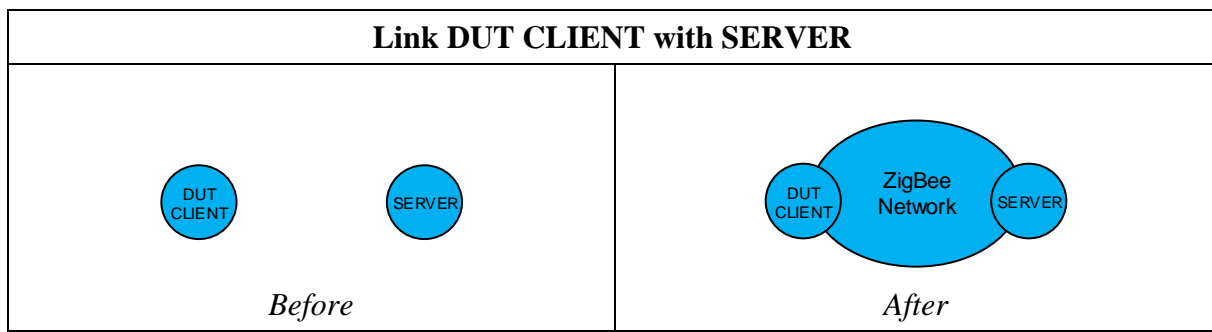 Link DUT CLIENT with SERVER
DUT
CLIENT
SERVER
Before
DUT
CLIENT
ZigBee
Network
SERVER
After